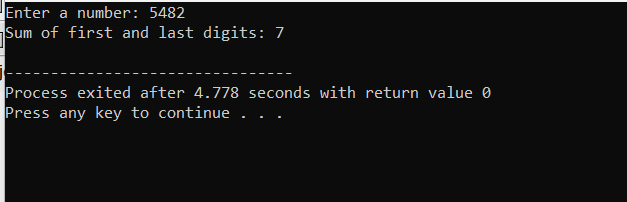 Enter a number: 5482
Sum of first and last digits: 7
--------------------------------
Process exited after 4.778 seconds with return value 0
Press any key to continue . . .